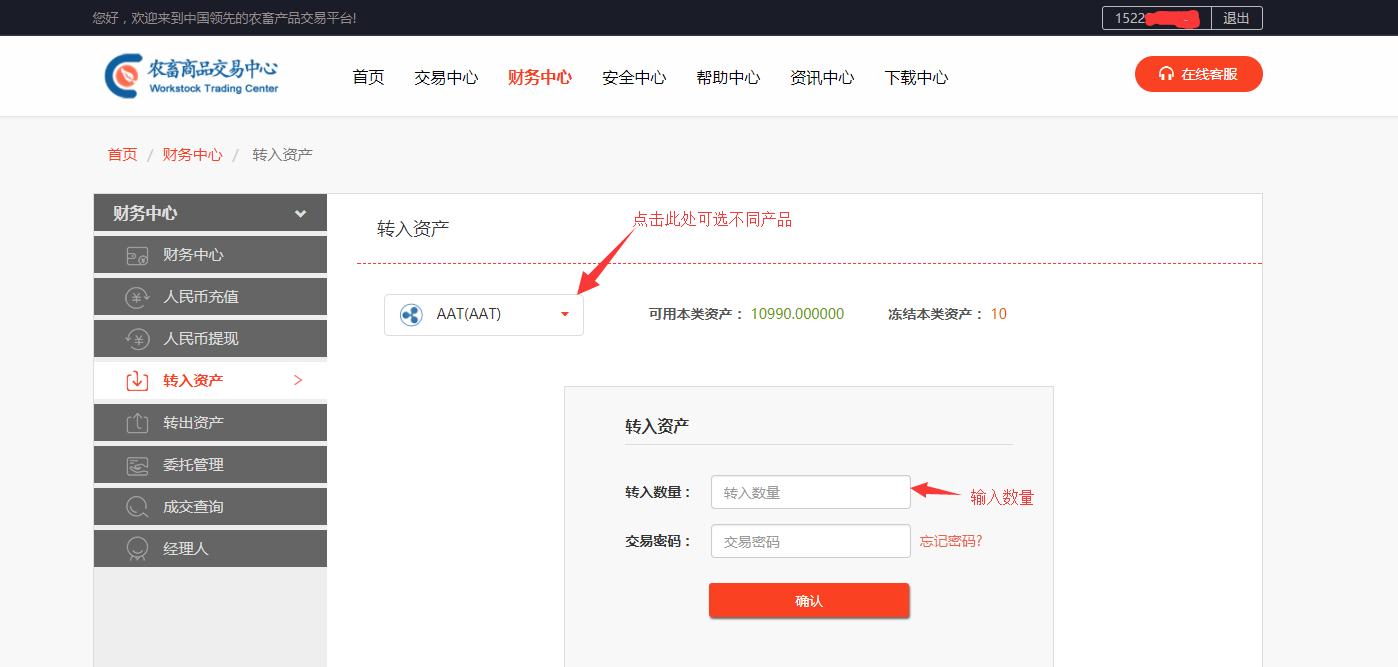 您好，欢迎来到中国领先的农畜产品交易平台!
1522
退出
农畜商品交易中心
Workstock Trading Center
首页 交易中心 财务中心 安全中心 帮助中心 资讯中心 下载中心
在线客服
首页 / 财务中心 / 转入资产
财务中心
财务中心
人民币充值
人民币提现
转入资产 >
转出资产
委托管理
成交查询
经理人
转入资产
点击此处可选不同产品
AAT(AAT)
可用本类资产： 10990.000000
冻结本类资产： 10
转入资产
转入数量： 转入数量
输入数量
交易密码： 交易密码 忘记密码?
确认